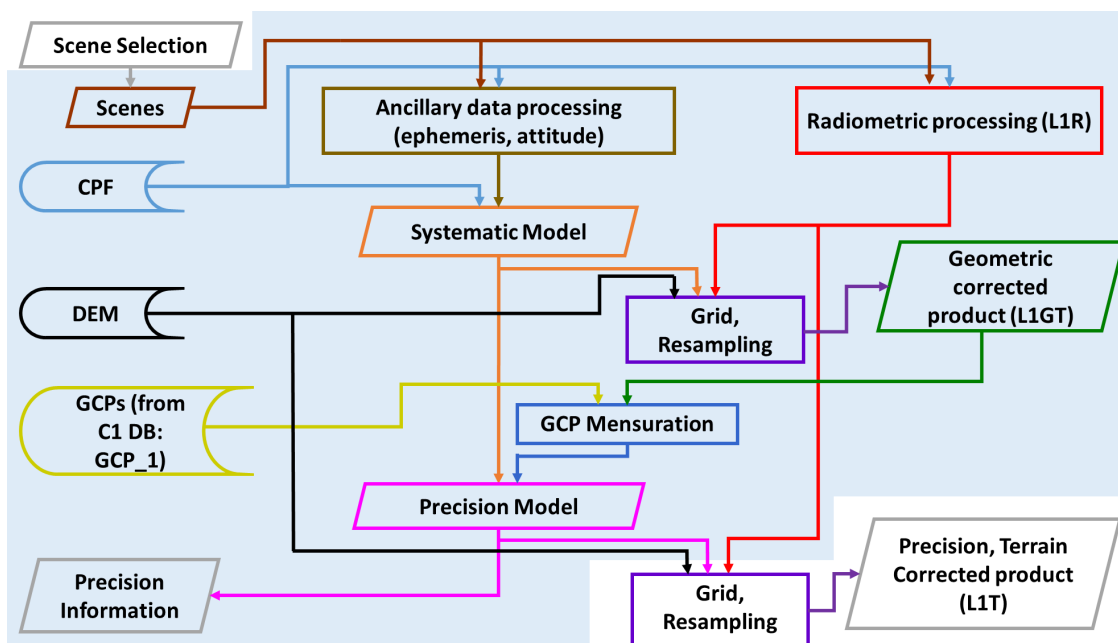 Scene Selection
Scenes
Ancillary data processing
(ephemeris, attitude)
Radiometric processing (L1R)
CPF
Systematic Model
Geometric
corrected
product (L1GT)
DEM
Grid,
Resampling
GCPs (from
C1 DB:
GCP_1)
GCP Mensuration
Precision Model
Precision
Information
Grid,
Resampling
Precision, Terrain
Corrected product
(L1T)